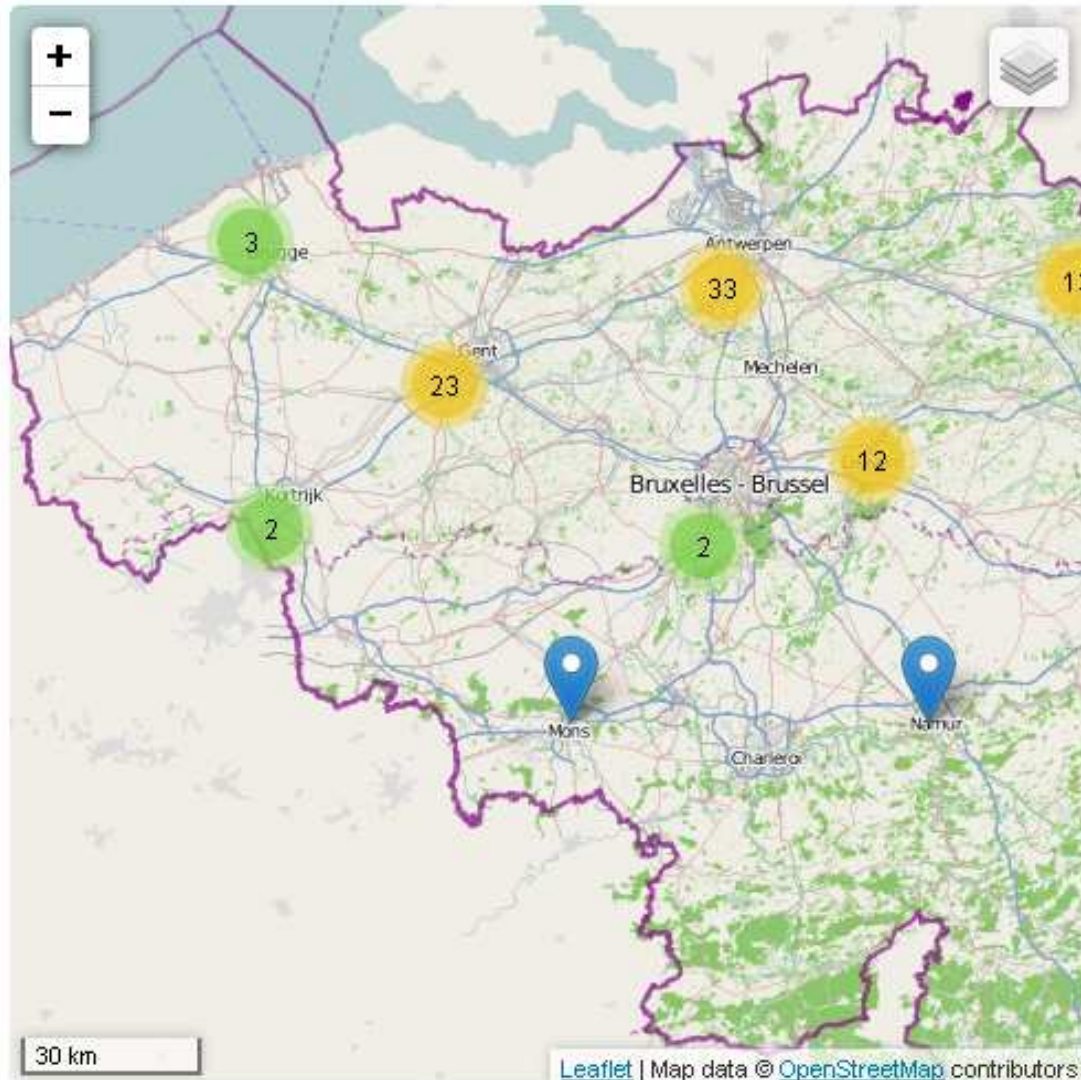 +
−
3
Antwerpen
33
Gent
23
Mechelen
12
Bruxelles - Brussel
Kortrijk
2
2
Mons
Namur
Charleroi
30 km
Leaflet | Map data © OpenStreetMap contributors